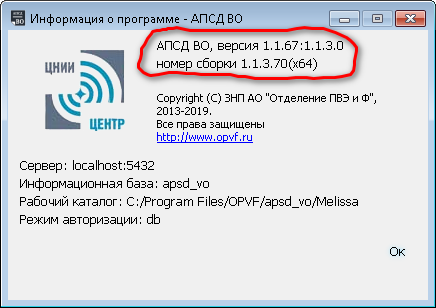 Информация о программе - АПСД ВО
АПСД ВО, версия 1.1.67:1.1.3.0
номер сборки 1.1.3.70(x64)
ЦНИИ
ЦЕНТР
Copyright (C) ЗНП АО "Отделение ПВЭ и Ф",
2013-2019.
Все права защищены
http://www.opvf.ru
Сервер: localhost:5432
Информационная база: apsd_vo
Рабочий каталог: C:/Program Files/OPVF/apsd_vo/Melissa
Режим авторизации: db
Ок